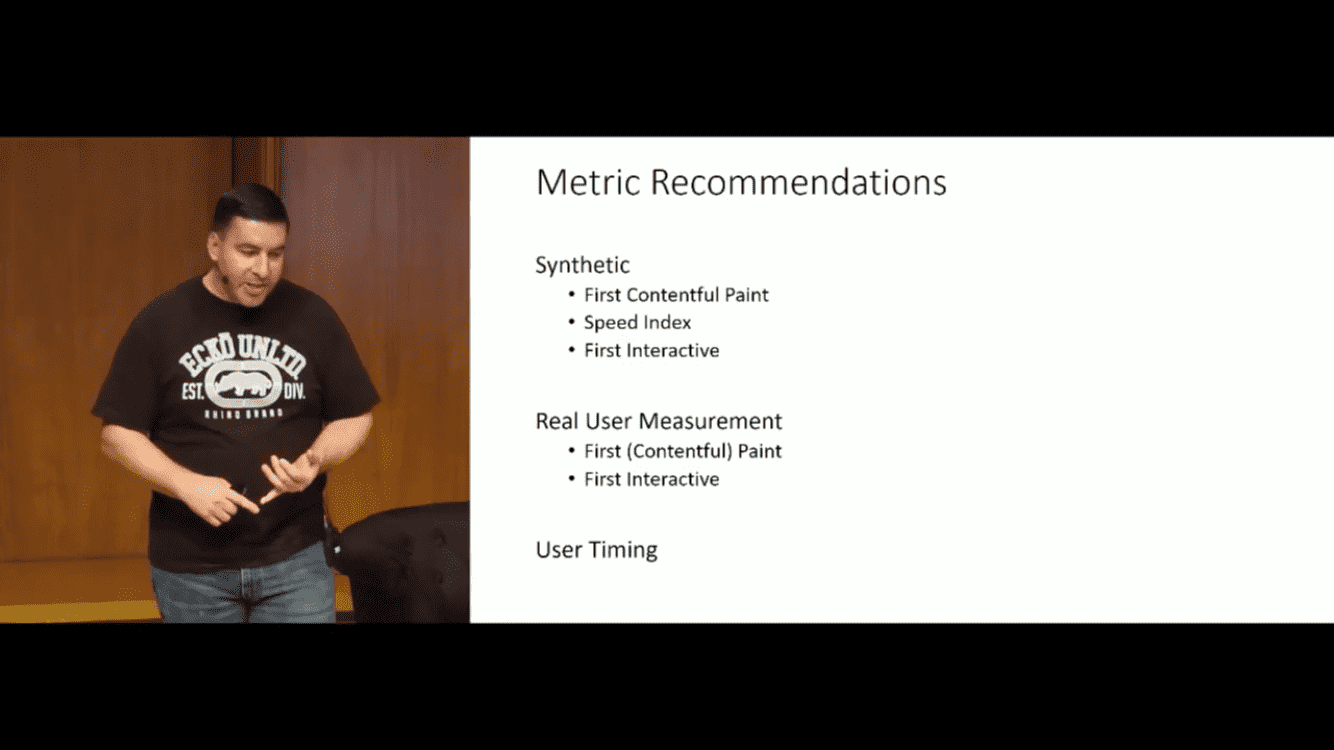 Metric Recommendations
Synthetic
• First Contentful Paint
• Speed Index
• First Interactive
Real User Measurement
• First (Contentful) Paint
• First Interactive
User Timing
ECKŌ UNLTD.
EST. DIV.
RHINO BRAND